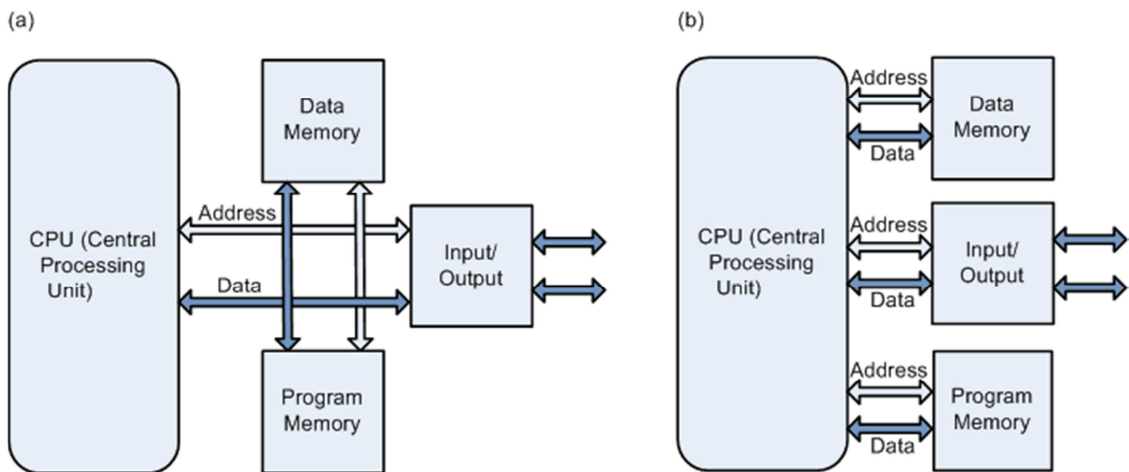 (a)
Data
Memory
Address
CPU (Central
Processing
Unit)
Input/
Output
Data
Program
Memory
(b)
Address
Data
Memory
Data
Address
CPU (Central
Processing
Unit)
Input/
Output
Data
Address
Program
Memory
Data